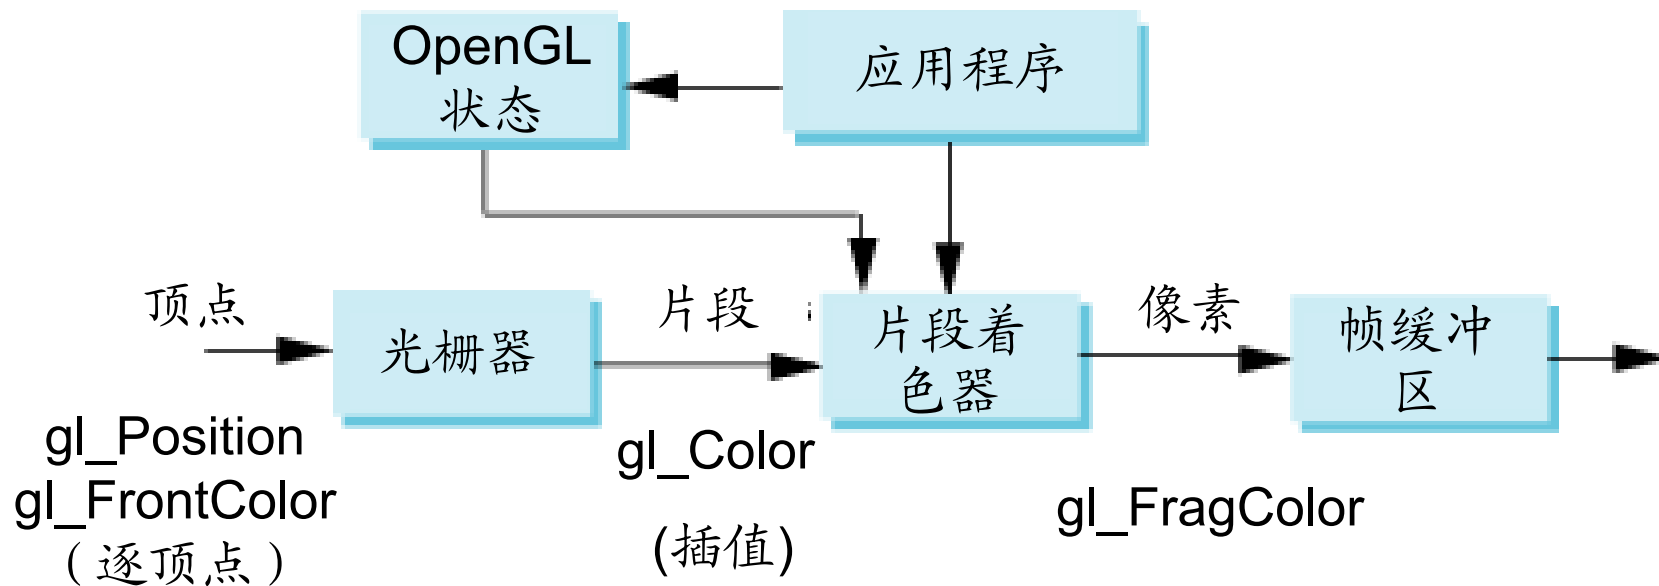 OpenGL
状态
应用程序
顶点
光栅器
片段
片段着
色器
像素
帧缓冲
区
gl_Position
gl_FrontColor
(逐顶点)
gl_Color
(插值)
gl_FragColor